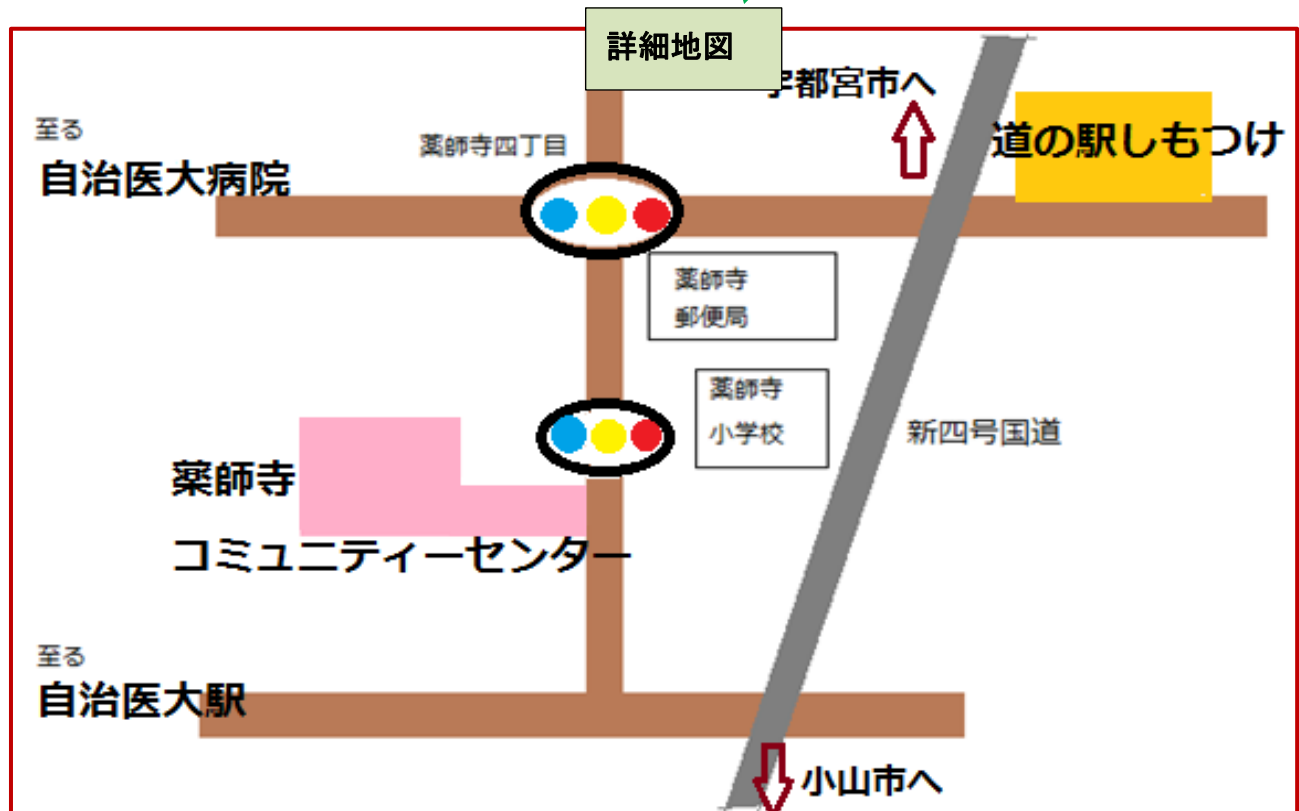 詳細地図
都宮市へ
至る
自治医大病院
薬師寺四丁目
道の駅しもつけ
薬師寺
郵便局
薬師寺
小学校
新四号国道
薬師寺
コミュニティーセンター
至る
自治医大駅
小山市へ